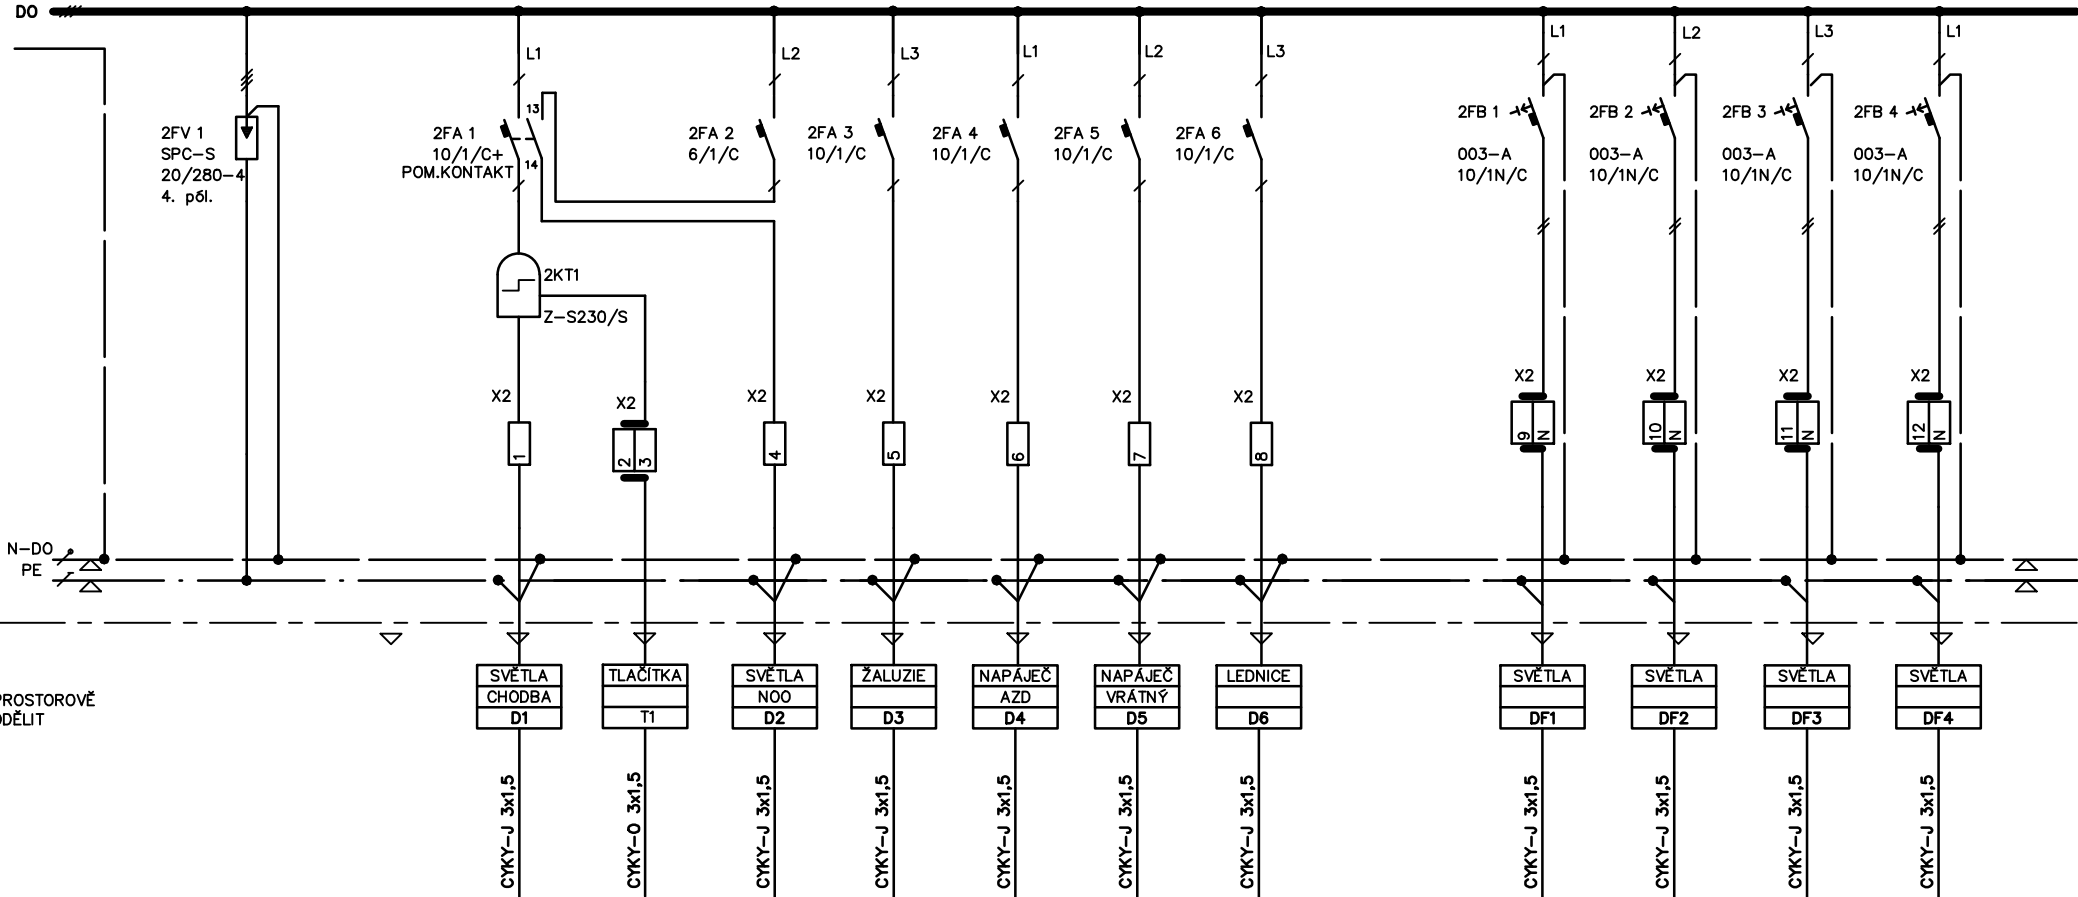 DO
L1
L2
L3
L1
L2
L3
L1
L2
L3
L1
2FV 1
SPC-S
20/280-4
4. pól.
2FA 1
10/1/C+
POM.KONTAKT
13
14
2FA 2
6/1/C
2FA 3
10/1/C
2FA 4
10/1/C
2FA 5
10/1/C
2FA 6
10/1/C
2FB 1
003-A
10/1N/C
2FB 2
003-A
10/1N/C
2FB 3
003-A
10/1N/C
2FB 4
003-A
10/1N/C
2KT1
Z-S230/S
X2
X2
X2
X2
X2
X2
X2
X2
X2
X2
X2
1
2
3
4
5
6
7
8
9
N
10
N
11
N
12
N
N-DO
PE
PROSTOROVĚ
SVĚTLA
CHODBA
D1
TLAČÍTKA
T1
SVĚTLA
NOO
D2
ŽALUZIE
D3
NAPÁJEČ
AZD
D4
NAPÁJEČ
VRÁTNÝ
D5
LEDNICE
D6
SVĚTLA
DF1
SVĚTLA
DF2
SVĚTLA
DF3
SVĚTLA
DF4
CYKY-J 3x1,5
CYKY-O 3x1,5
CYKY-J 3x1,5
CYKY-J 3x1,5
CYKY-J 3x1,5
CYKY-J 3x1,5
CYKY-J 3x1,5
CYKY-J 3x1,5
CYKY-J 3x1,5
CYKY-J 3x1,5
CYKY-J 3x1,5